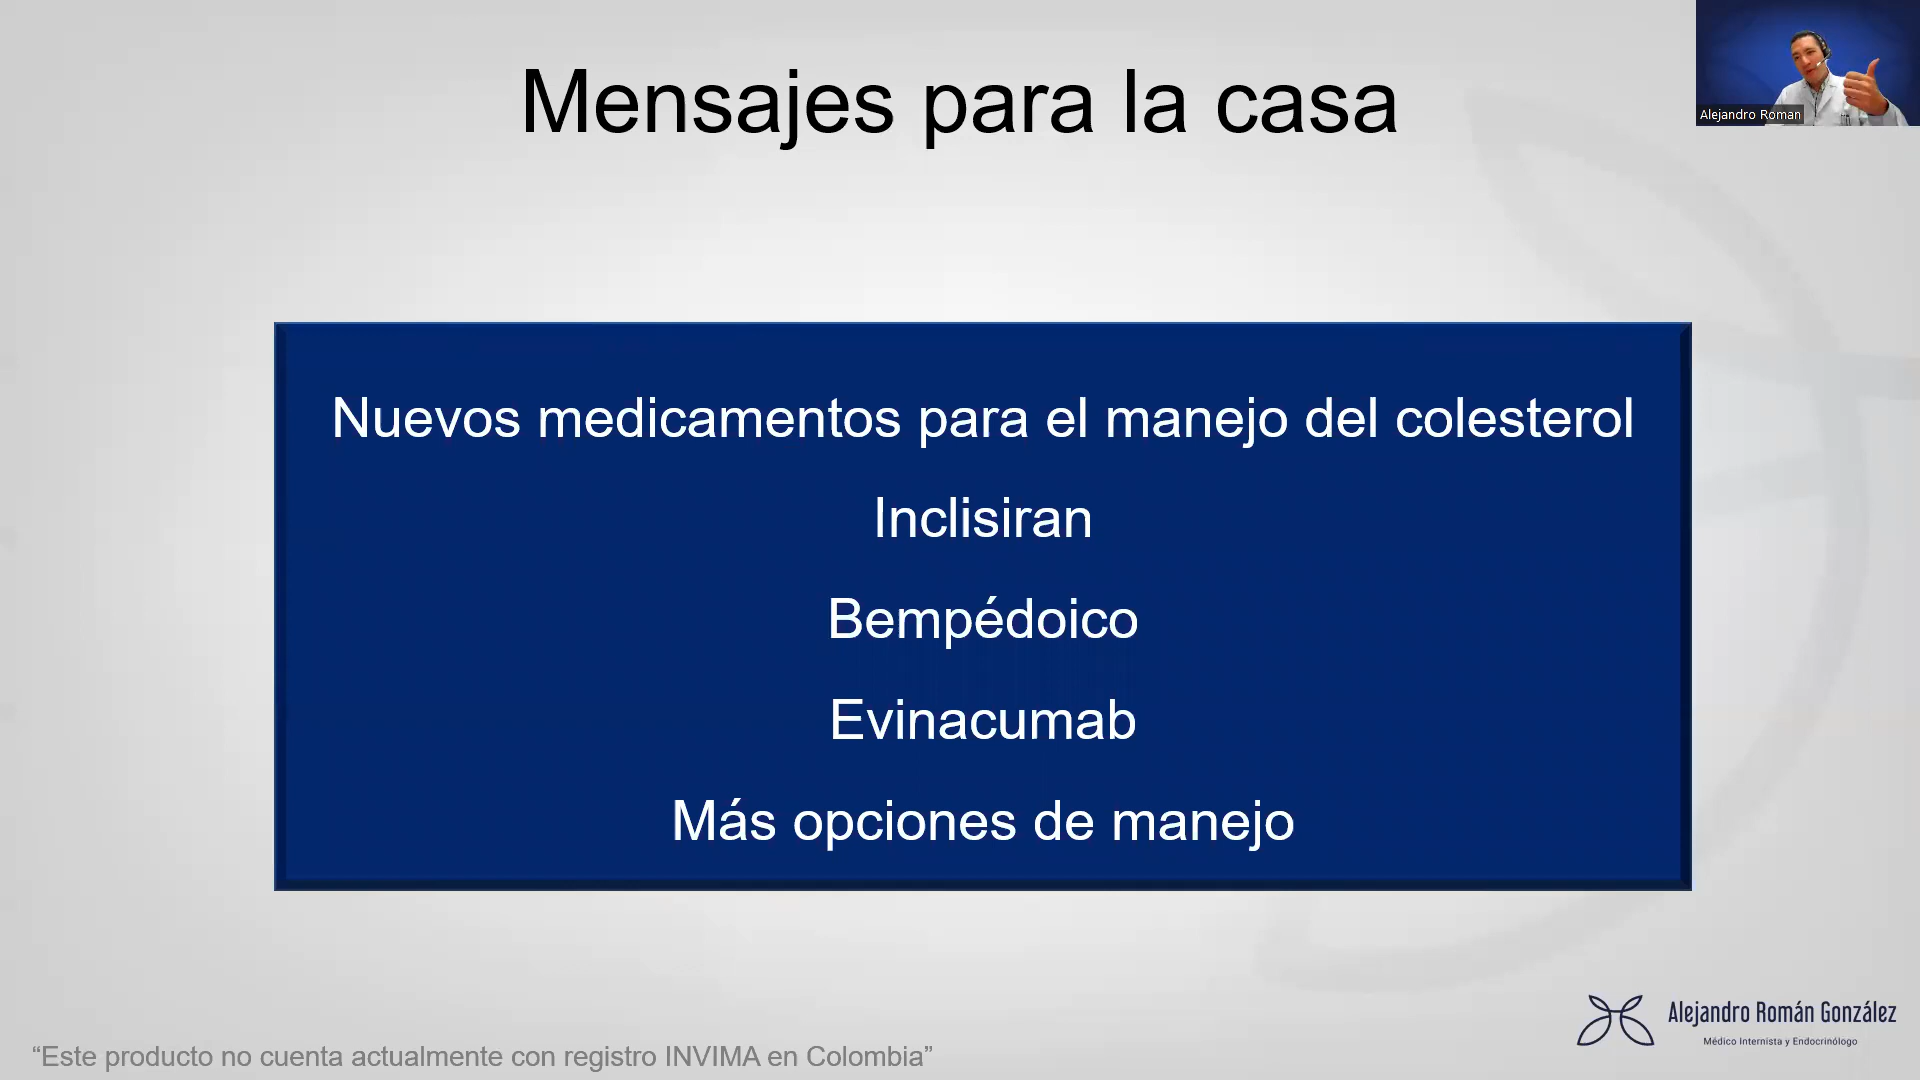 Mensajes para la casa
Alejandro Roman
Nuevos medicamentos para el manejo del colesterol
Inclisiran
Bempédoico
Evinacumab
Más opciones de manejo
Alejandro Román González
Médico Internista y Endocrinólogo
“Este producto no cuenta actualmente con registro INVIMA en Colombia”